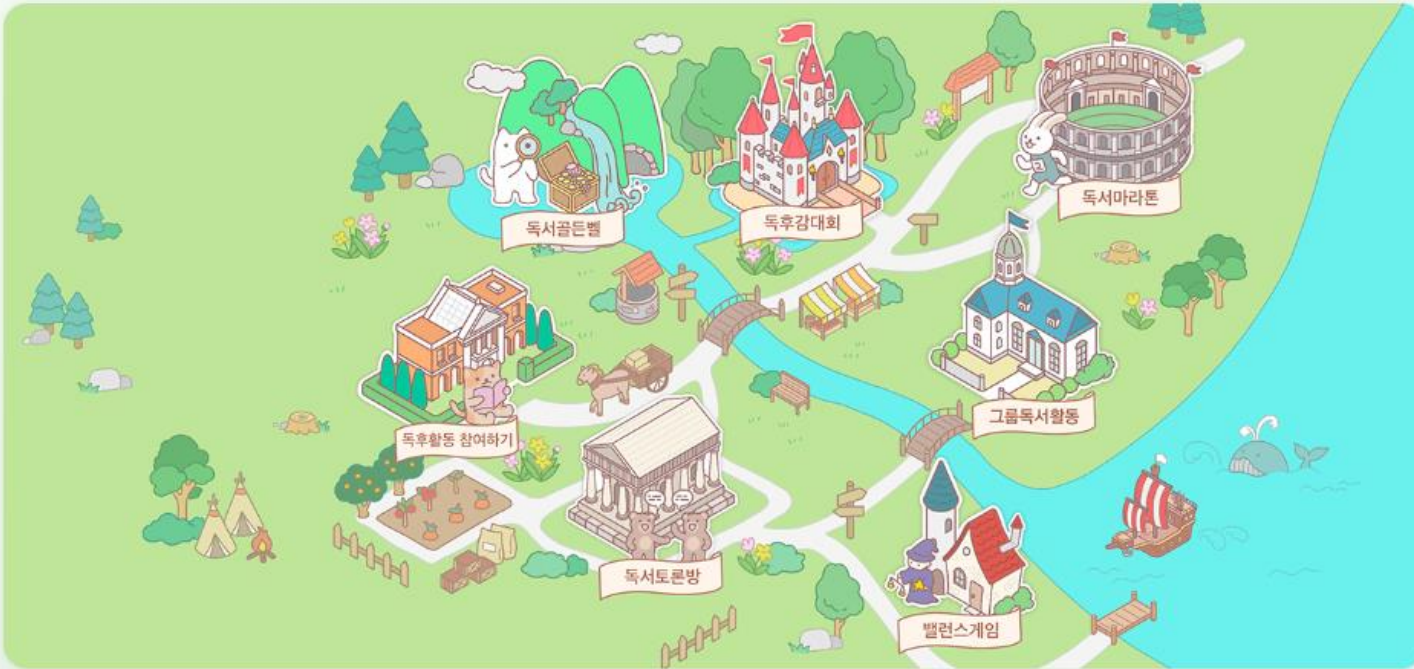 독서골든벨
독후감대회
독서마라톤
독후활동 참여하기
그룹독서활동
독서토론방
밸런스게임